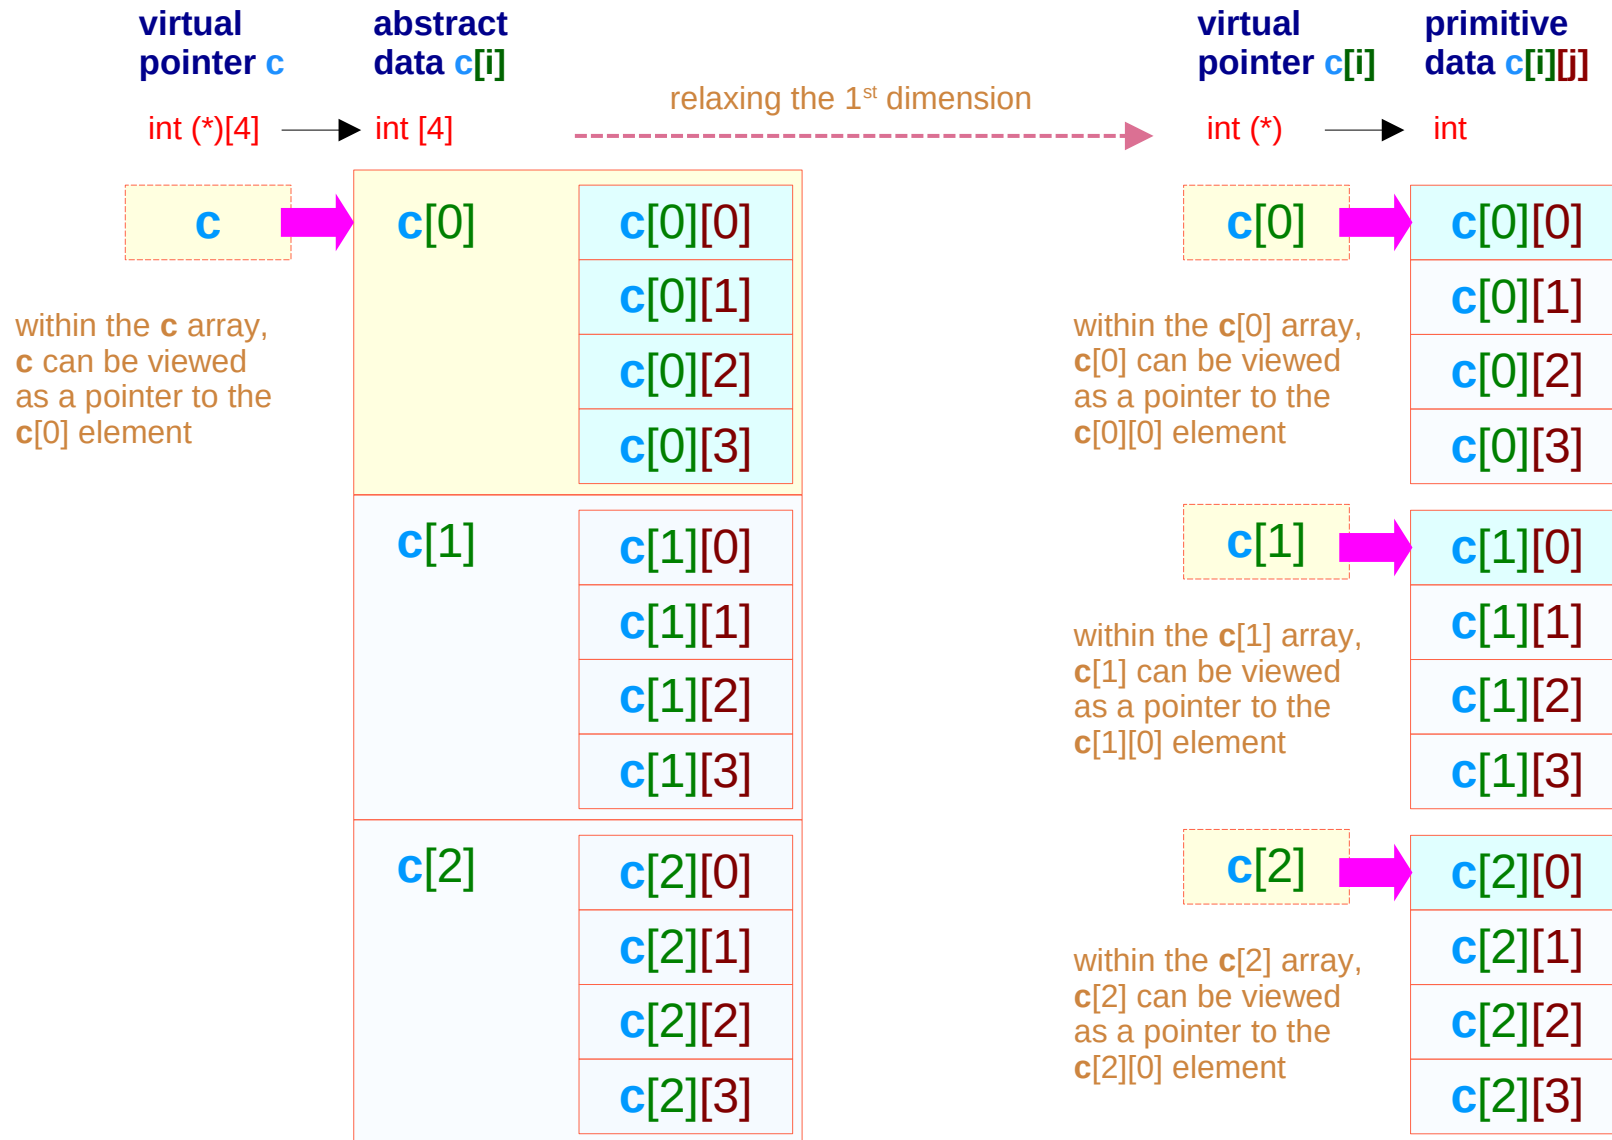 virtual
pointer c
abstract
data c[i]
virtual
pointer c[i]
primitive
data c[i][j]
relaxing the 1st dimension
int (*)[4]
int [4]
int (*)
int
c
c[0]
c[0][0]
c[0][1]
c[0][2]
c[0][3]
within the c array,
c can be viewed
as a pointer to the
c[0] element
c[1]
c[1][0]
c[1][1]
c[1][2]
c[1][3]
c[2]
c[2][0]
c[2][1]
c[2][2]
c[2][3]
c[0]
c[0][0]
c[0][1]
c[0][2]
c[0][3]
within the c[0] array,
c[0] can be viewed
as a pointer to the
c[0][0] element
c[1]
c[1][0]
c[1][1]
c[1][2]
c[1][3]
within the c[1] array,
c[1] can be viewed
as a pointer to the
c[1][0] element
c[2]
c[2][0]
c[2][1]
c[2][2]
c[2][3]
within the c[2] array,
c[2] can be viewed
as a pointer to the
c[2][0] element